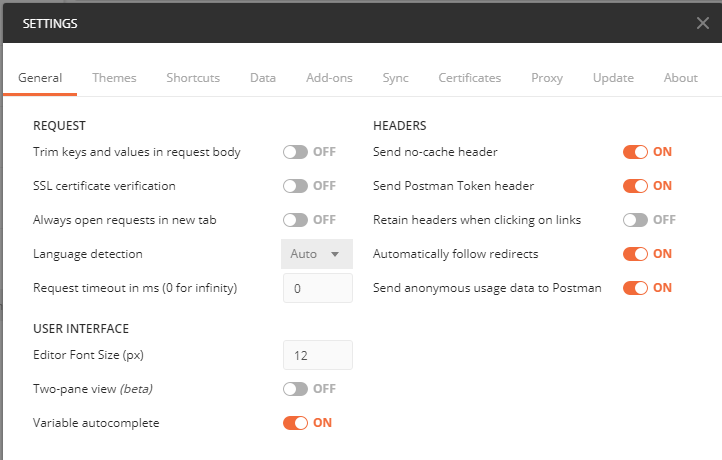 SETTINGS
General Themes Shortcuts Data Add-ons Sync Certificates Proxy Update About
REQUEST
Trim keys and values in request body OFF
SSL certificate verification OFF
Always open requests in new tab OFF
Language detection Auto
Request timeout in ms (0 for infinity) 0
USER INTERFACE
Editor Font Size (px) 12
Two-pane view (beta) OFF
Variable autocomplete ON
HEADERS
Send no-cache header ON
Send Postman Token header ON
Retain headers when clicking on links OFF
Automatically follow redirects ON
Send anonymous usage data to Postman ON